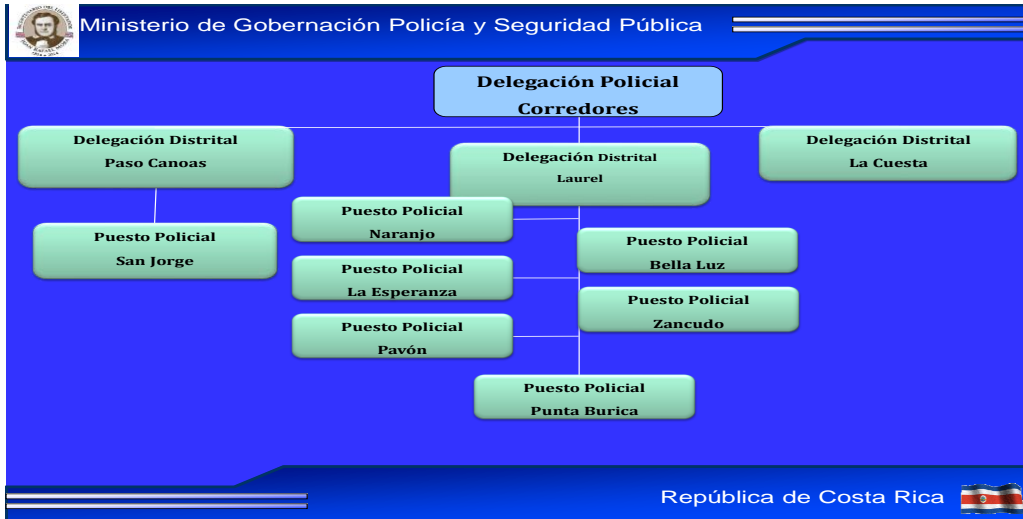 Ministerio de Gobernación Policía y Seguridad Pública
Delegación Policial
Corredores
Delegación Distrital
Paso Canoas
Delegación Distrital
Laurel
Delegación Distrital
La Cuesta
Puesto Policial
San Jorge
Puesto Policial
Naranjo
Puesto Policial
Bella Luz
Puesto Policial
La Esperanza
Puesto Policial
Zancudo
Puesto Policial
Pavón
Puesto Policial
Punta Burica
República de Costa Rica